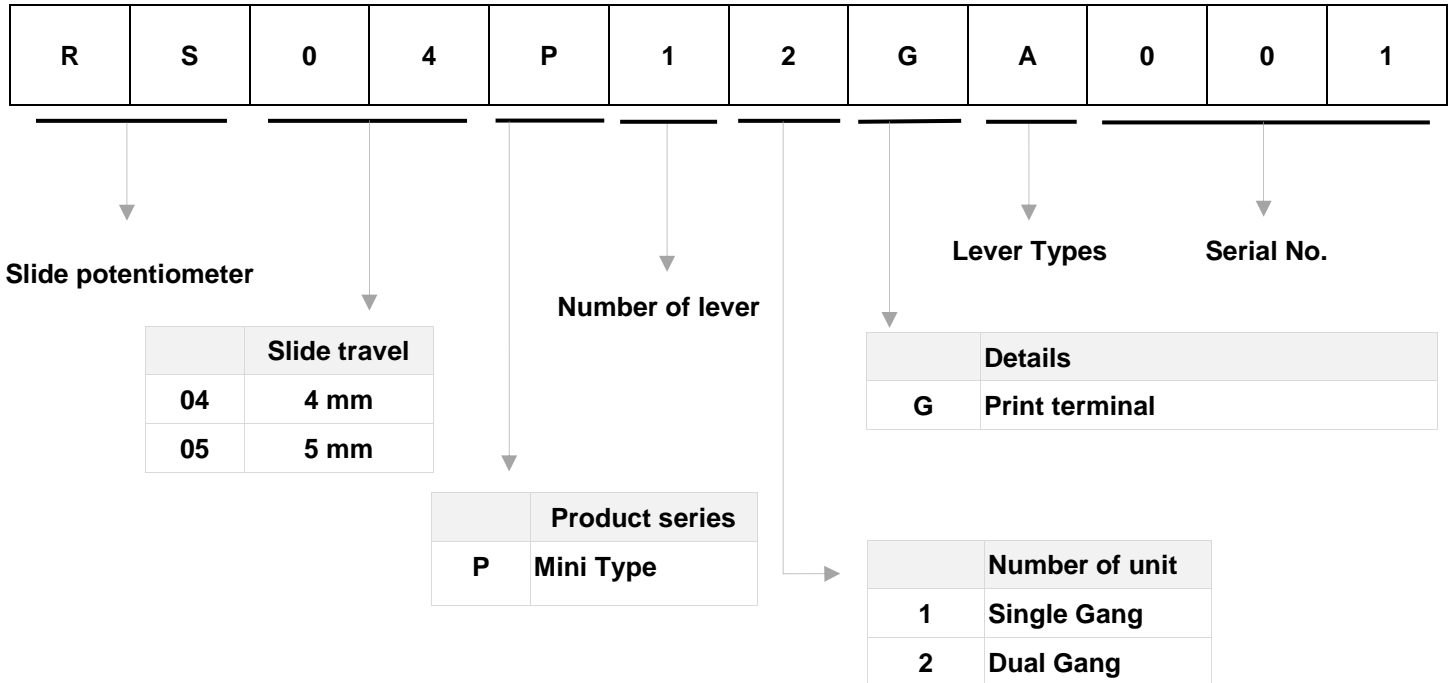 R S 0 4 P 1 2 G A 0 0 1
Slide potentiometer
Number of lever
Lever Types
Serial No.
Slide travel
04 4 mm
05 5 mm
Details
G Print terminal
Product series
P Mini Type
Number of unit
1 Single Gang
2 Dual Gang